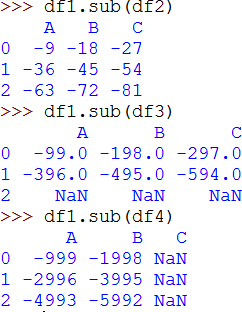 >>> df1.sub(df2)
    A   B   C
0  -9 -18 -27
1 -36 -45 -54
2 -63 -72 -81
>>> df1.sub(df3)
       A      B      C
0  -99.0 -198.0 -297.0
1 -396.0 -495.0 -594.0
2    NaN    NaN    NaN
>>> df1.sub(df4)
      A     B   C
0  -999 -1998 NaN
1 -2996 -3995 NaN
2 -4993 -5992 NaN